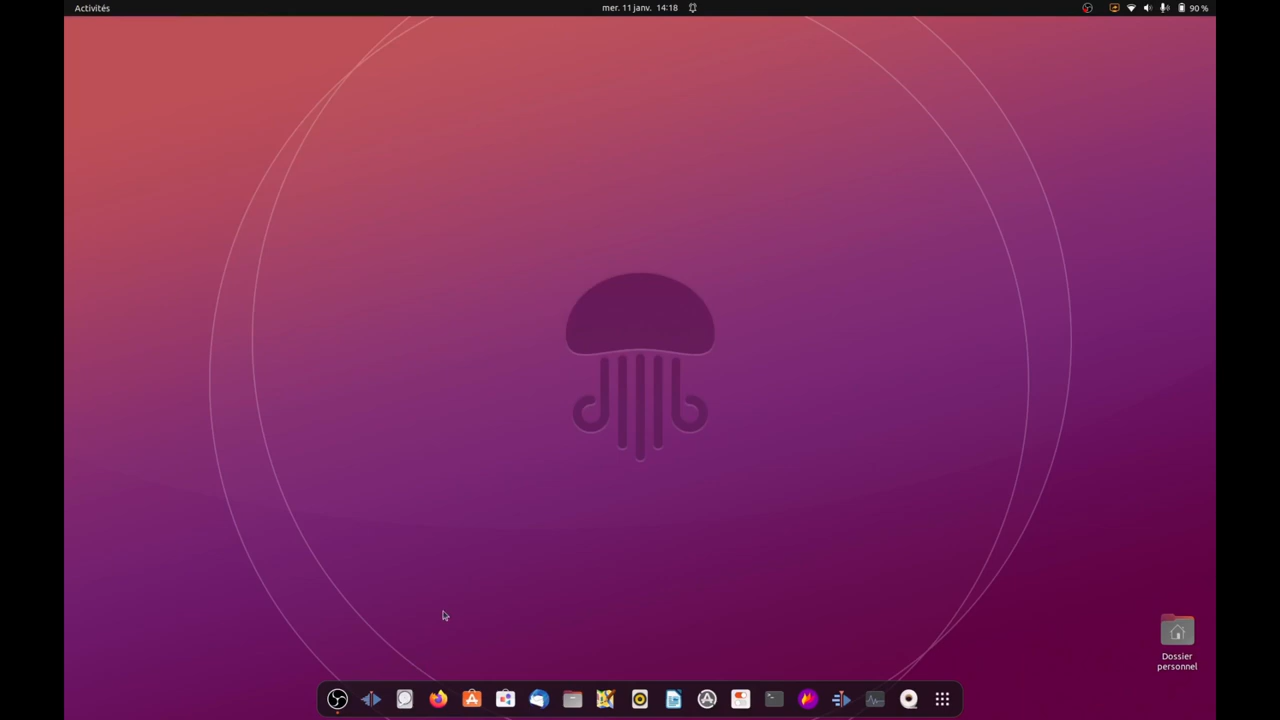 Activités
mer. 11 janv. 14:18
90 %
Dossier
personnel